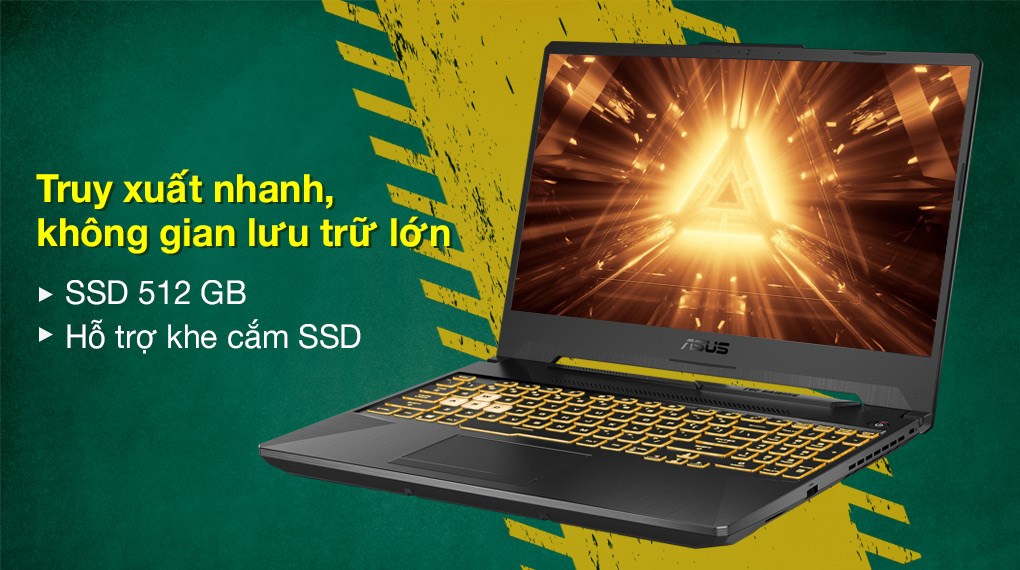 Truy xuất nhanh,
không gian lưu trữ lớn
SSD 512 GB
Hỗ trợ khe cắm SSD
ASUS